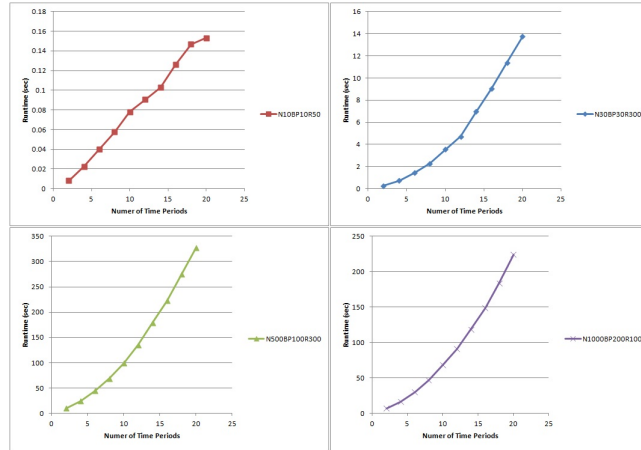 0.18
0.16
0.14
0.12
0.1
0.08
0.06
0.04
0.02
0
Runtime (sec)
0 5 10 15 20 25
Numer of Time Periods
N10BP10R50
16
14
12
10
8
6
4
2
0
Runtime (sec)
0 5 10 15 20 25
Numer of Time Periods
N30BP30R300
350
300
250
200
150
100
50
0
Runtime (sec)
0 5 10 15 20 25
Numer of Time Periods
N500BP100R300
250
200
150
100
50
0
Runtime (sec)
0 5 10 15 20 25
Numer of Time Periods
N1000BP200R100